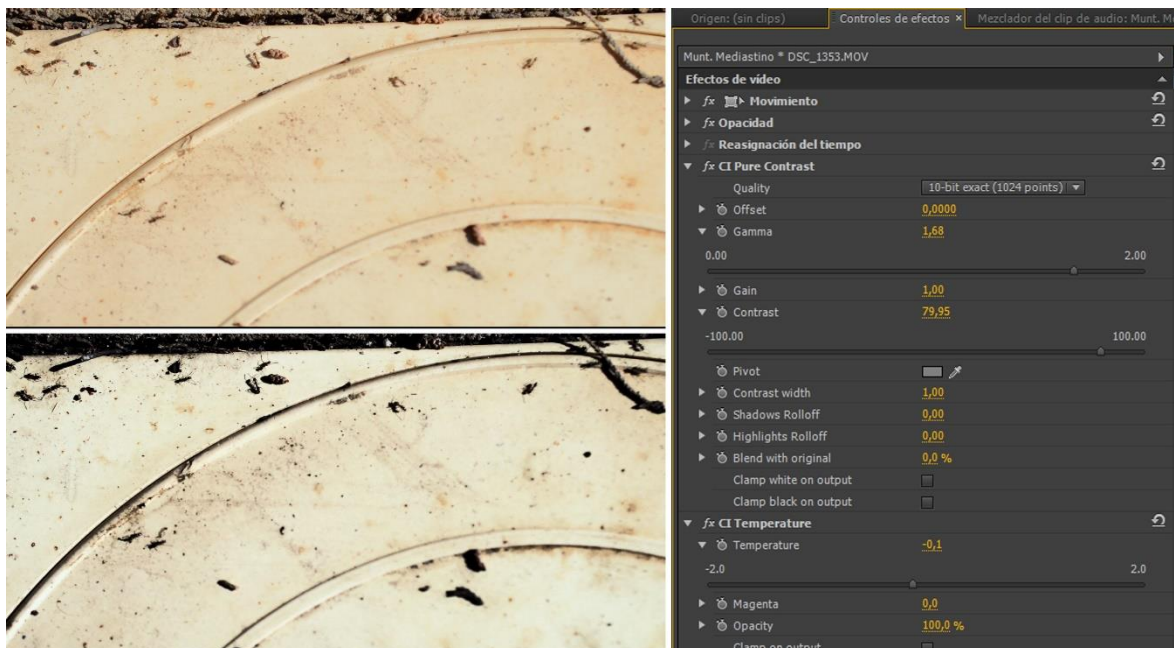 Origen: (sin clips) Controles de efectos × Mezclador del clip de audio: Munt. M
Munt. Mediastino * DSC_1353.MOV
Efectos de vídeo
fx Movimiento
fx Opacidad
fx Reasignación del tiempo
fx CI Pure Contrast
Quality 10-bit exact (1024 points)
Offset 0,0000
Gamma 1,68
0.00 2.00
Gain 1,00
Contrast 79,95
-100.00 100.00
Pivot
Contrast width 1,00
Shadows Rolloff 0,00
Highlights Rolloff 0,00
Blend with original 0,0 %
Clamp white on output
Clamp black on output
fx CI Temperature
Temperature -0,1
-2.0 2.0
Magenta 0,0
Opacity 100,0 %
Clamp on output